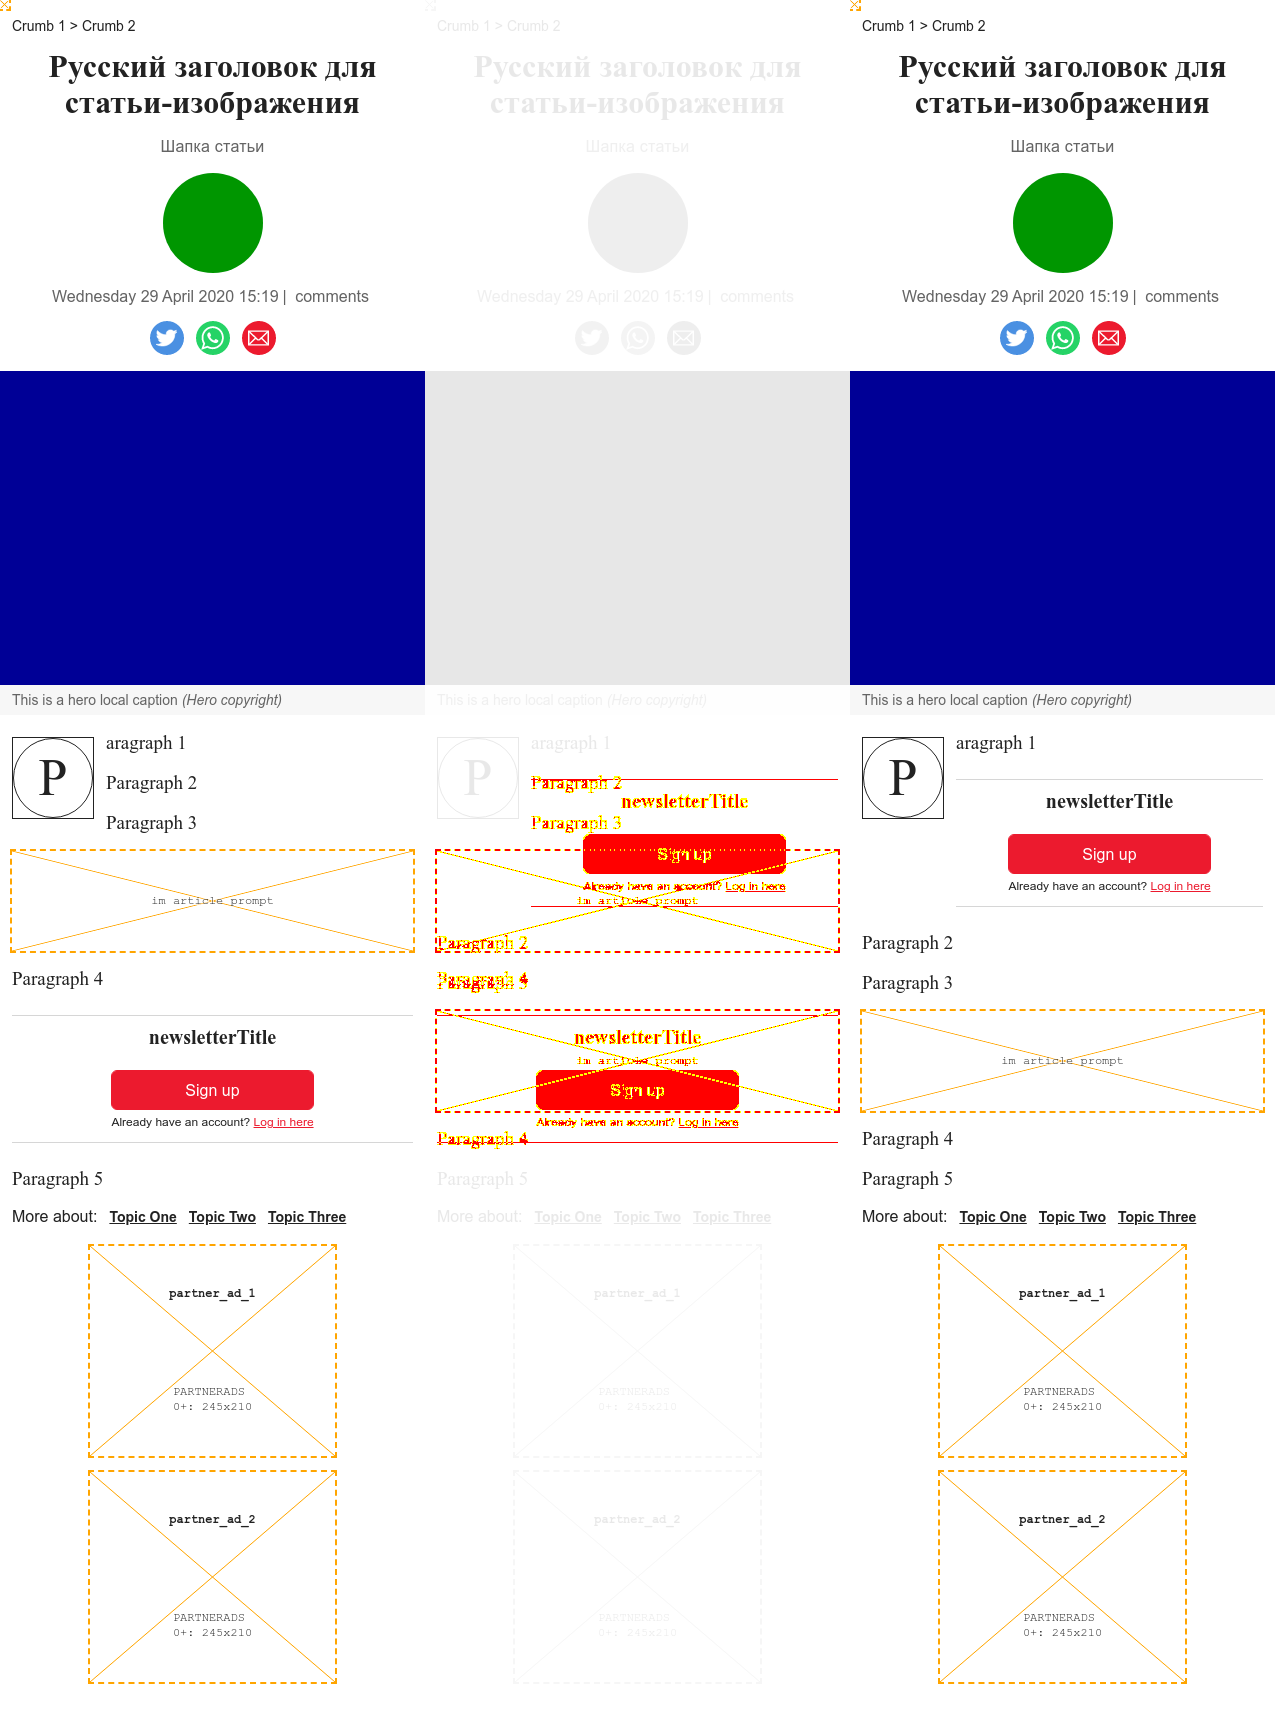 Crumb 1 > Crumb 2
Русский заголовок для
статьи-изображения
Шапка статьи
Wednesday 29 April 2020 15:19 | comments
This is a hero local caption (Hero copyright)
P
aragraph 1
Paragraph 2
Paragraph 3
im article prompt
Paragraph 4
newsletterTitle
Sign up
Already have an account? Log in here
Paragraph 5
More about: Topic One Topic Two Topic Three
partner_ad_1
PARTNERADS
0+: 245x210
partner_ad_2
PARTNERADS
0+: 245x210
Crumb 1 > Crumb 2
Русский заголовок для
статьи-изображения
Шапка статьи
Wednesday 29 April 2020 15:19 | comments
This is a hero local caption (Hero copyright)
P
aragraph 1
Paragraph 2
newsletterTitle
Paragraph 3
Sign up
Already have an account? Log in here
im article prompt
Paragraph 2
Paragraph 4
newsletterTitle
im article prompt
Sign up
Already have an account? Log in here
Paragraph 4
Paragraph 5
More about: Topic One Topic Two Topic Three
partner_ad_1
PARTNERADS
0+: 245x210
partner_ad_2
PARTNERADS
0+: 245x210
Crumb 1 > Crumb 2
Русский заголовок для
статьи-изображения
Шапка статьи
Wednesday 29 April 2020 15:19 | comments
This is a hero local caption (Hero copyright)
P
aragraph 1
newsletterTitle
Sign up
Already have an account? Log in here
Paragraph 2
Paragraph 3
im article prompt
Paragraph 4
Paragraph 5
More about: Topic One Topic Two Topic Three
partner_ad_1
PARTNERADS
0+: 245x210
partner_ad_2
PARTNERADS
0+: 245x210